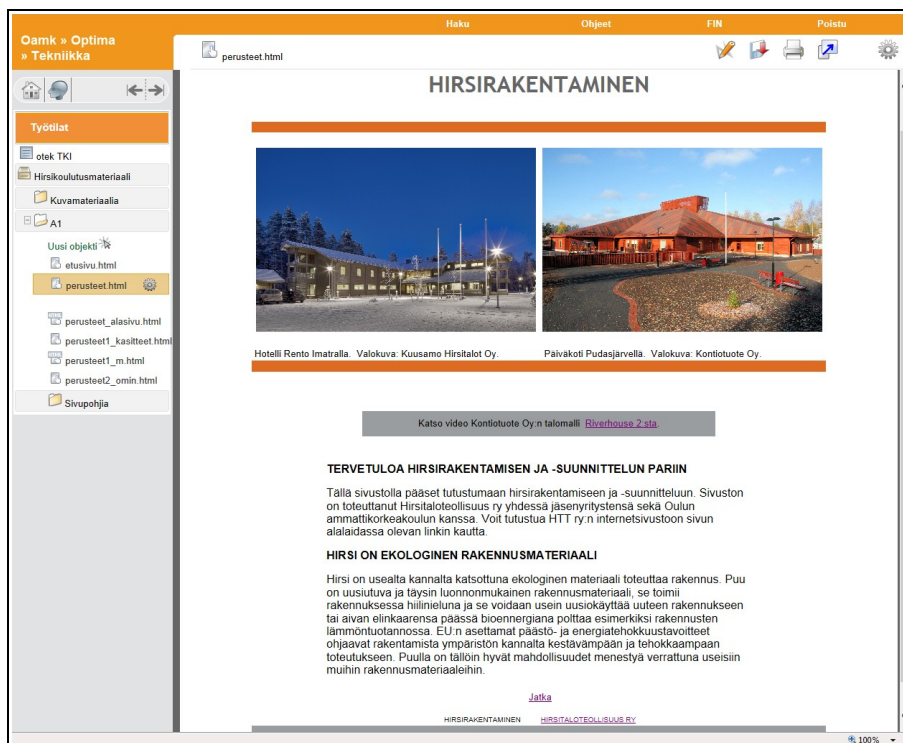 Haku Ohjeet FIN Poistu
Oamk » Optima
» Tekniikka
perusteet.html
Työtilat
otek TKI
Hirsikoulutusmateriaali
Kuvamateriaalia
A1
Uusi objekti
etusivu.html
perusteet.html
perusteet_alasivu.html
perusteet1_kasitteet.html
perusteet1_m.html
perusteet2_omin.html
Sivupohjia
HIRSIRAKENTAMINEN
Hotelli Rento Imatralla. Valokuva: Kuusamo Hirsitalot Oy. Päiväkoti Pudasjärvellä. Valokuva: Kontiotuote Oy.
Katso video Kontiotuote Oy:n talomalli Riverhouse 2:sta.
TERVETULOA HIRSIRAKENTAMISEN JA -SUUNNITTELUN PARIIN
Tällä sivustolla pääset tutustumaan hirsirakentamiseen ja -suunnitteluun. Sivuston
on toteuttanut Hirsitaloteollisuus ry yhdessä jäsenyritystensä sekä Oulun
ammattikorkeakoulun kanssa. Voit tutustua HTT ry:n internetsivustoon sivun
alalaidassa olevan linkin kautta.
HIRSI ON EKOLOGINEN RAKENNUSMATERIAALI
Hirsi on usealta kannalta katsottuna ekologinen materiaali toteuttaa rakennus. Puu
on uusiutuva ja täysin luonnonmukainen rakennusmateriaali, se toimii
rakennuksessa hiilinieluna ja se voidaan usein uusiokäyttää uuteen rakennukseen
tai aivan elinkaarensa päässä bioenergiana polttaa esimerkiksi rakennusten
lämmöntuotannossa. EU:n asettamat päästö- ja energiatehokkuustavoitteet
ohjaavat rakentamista ympäristön kannalta kestävämpään ja tehokkaampaan
toteutukseen. Puulla on tällöin hyvät mahdollisuudet menestyä verrattuna useisiin
muihin rakennusmateriaaleihin.
Jatka
HIRSIRAKENTAMINEN HIRSITALOTEOLLISUUS RY
100%